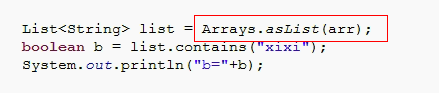 List<String> list = Arrays.asList(arr);
boolean b = list.contains("xixi");
System.out.println("b="+b);